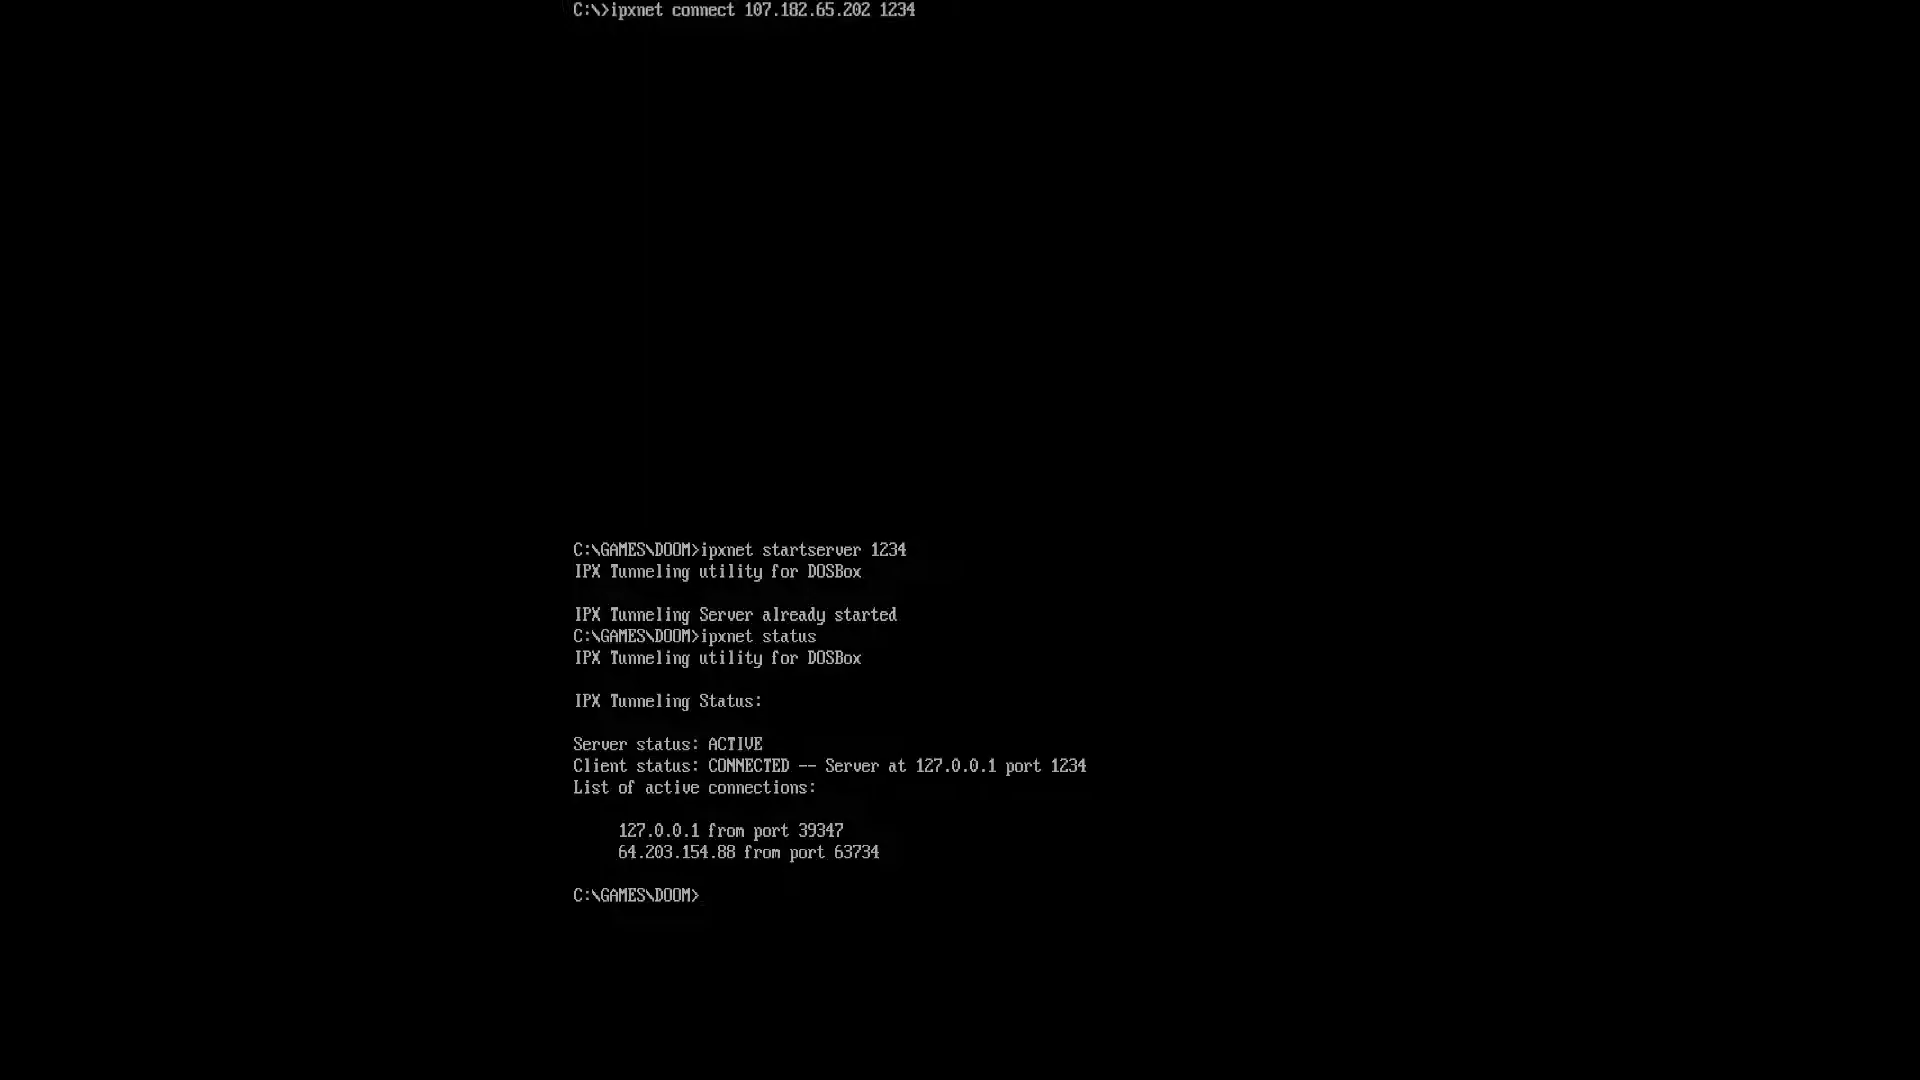 C:\>ipxnet connect 107.182.65.202 1234
C:\GAMES\DOOM>ipxnet startserver 1234
IPX Tunneling utility for DOSBox
IPX Tunneling Server already started
C:\GAMES\DOOM>ipxnet status
IPX Tunneling utility for DOSBox
IPX Tunneling Status:
Server status: ACTIVE
Client status: CONNECTED -- Server at 127.0.0.1 port 1234
List of active connections:
127.0.0.1 from port 39347
64.203.154.88 from port 63734
C:\GAMES\DOOM>